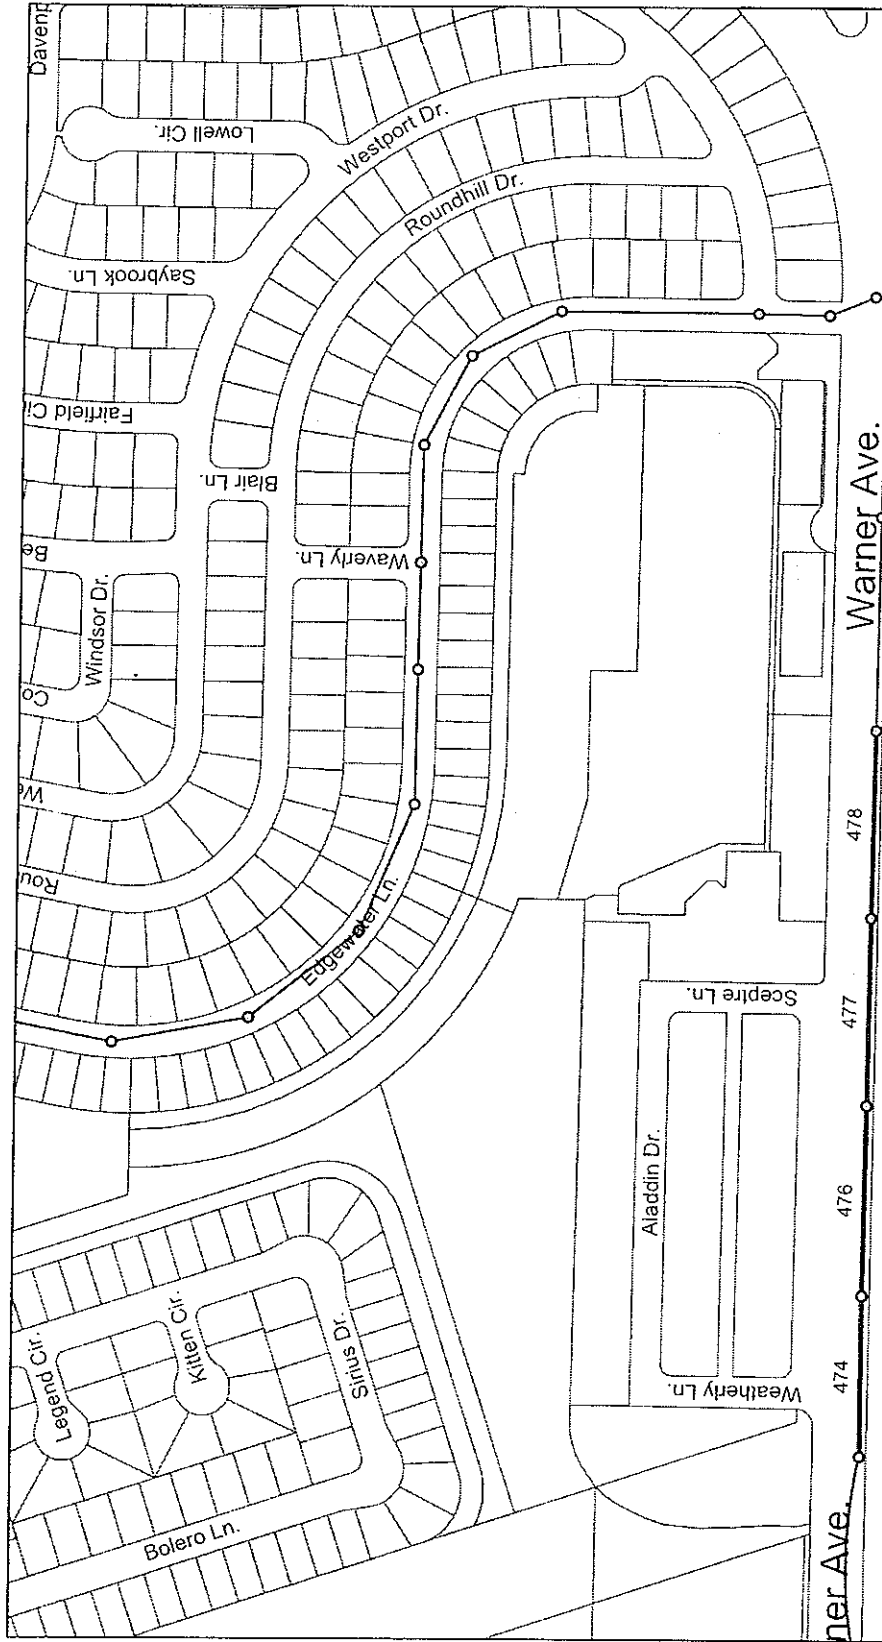 Davenp
Lowell Cir.
Westport Dr.
Roundhill Dr.
Saybrook Ln.
Fairfield Ci
Blair Ln.
Be
Waverly Ln.
Windsor Dr.
Co
We
Rou
Edgewater Ln.
Warner Ave.
478
Sceptre Ln.
477
Aladdin Dr.
476
Legend Cir.
Kitten Cir.
Sirius Dr.
Weatherly Ln.
474
Bolero Ln.
ner Ave.